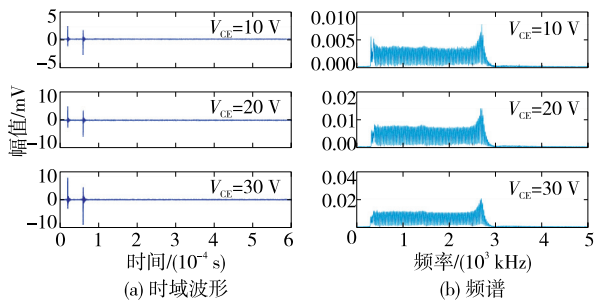 5
0
−5
V_CE=10 V
10
0
−10
V_CE=20 V
10
0
−10
V_CE=30 V
幅值/mV
0 1 2 3 4 5 6
时间/(10⁻⁴ s)
(a) 时域波形
0.010
0.005
0.000
V_CE=10 V
0.02
0.01
0.00
V_CE=20 V
0.04
0.02
V_CE=30 V
0 1 2 3 4 5
频率/(10³ kHz)
(b) 频谱